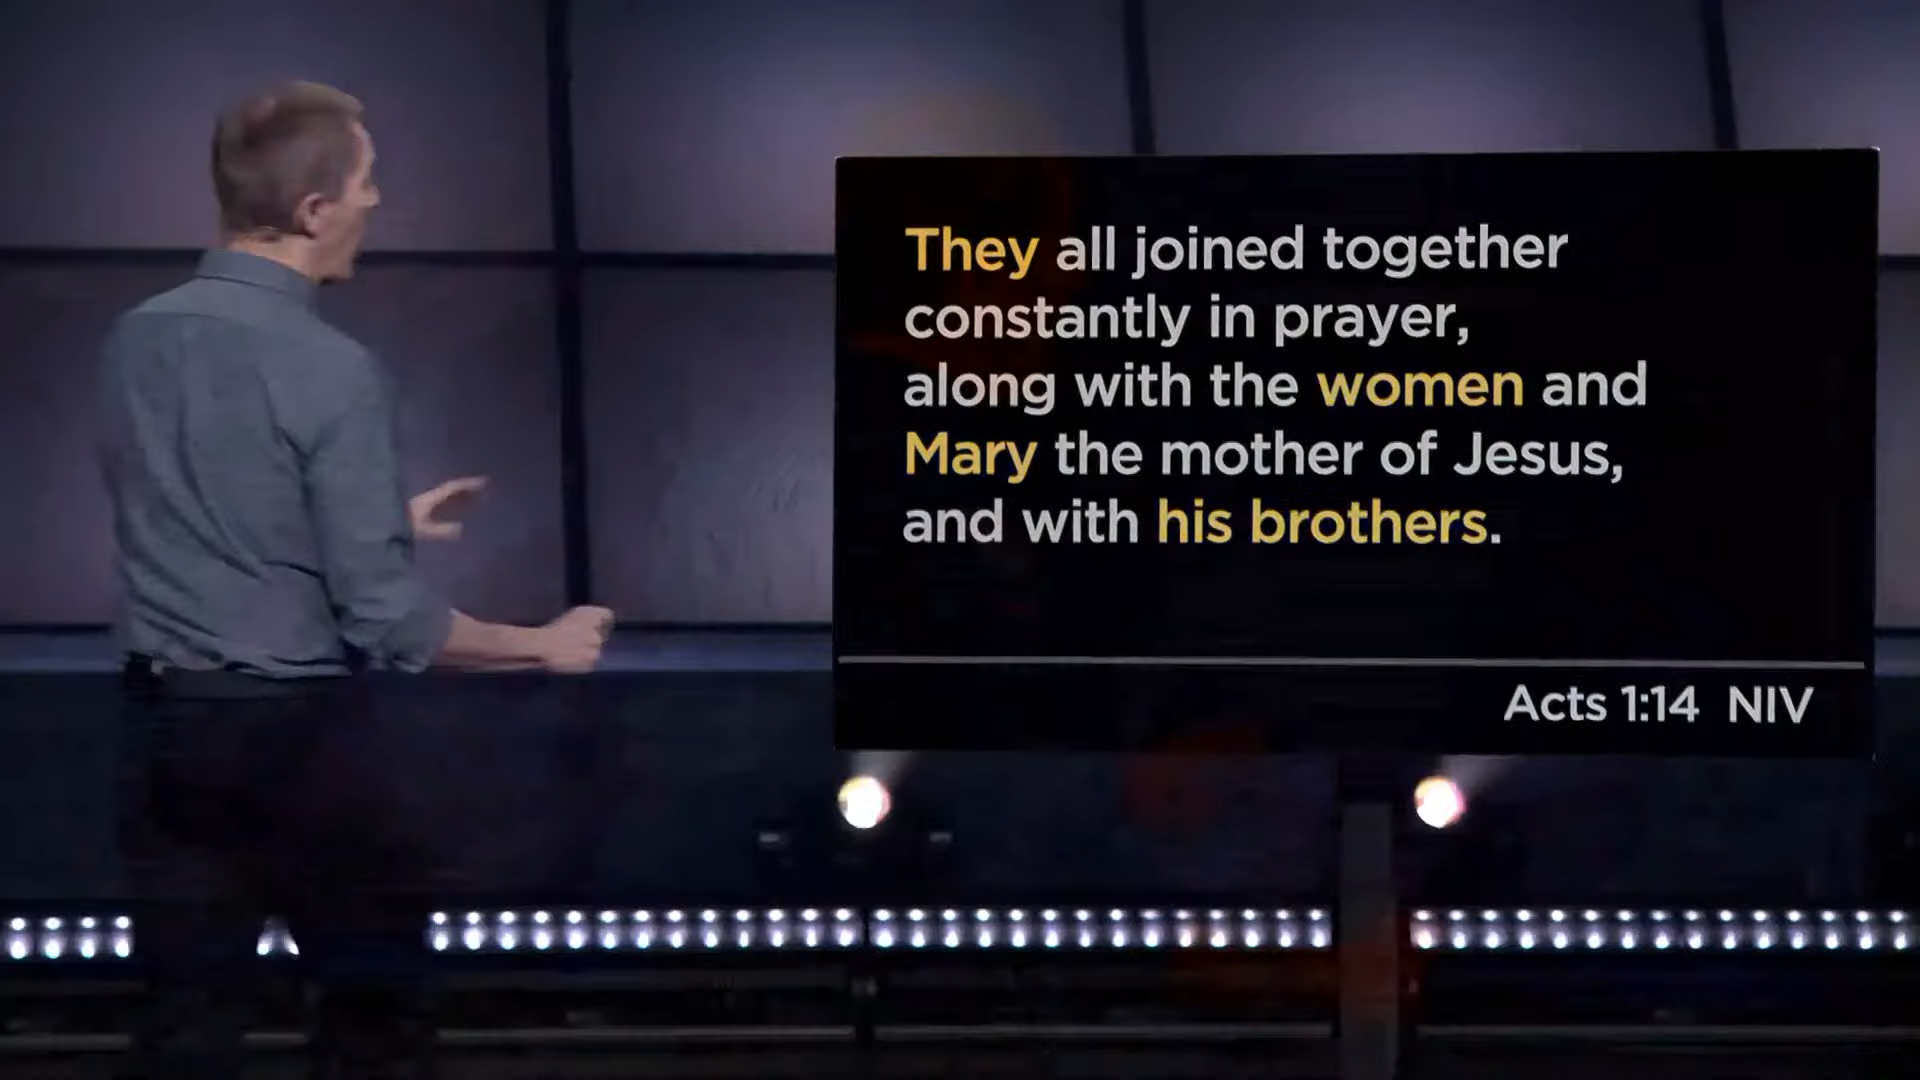 They all joined together
constantly in prayer,
along with the women and
Mary the mother of Jesus,
and with his brothers.
Acts 1:14 NIV